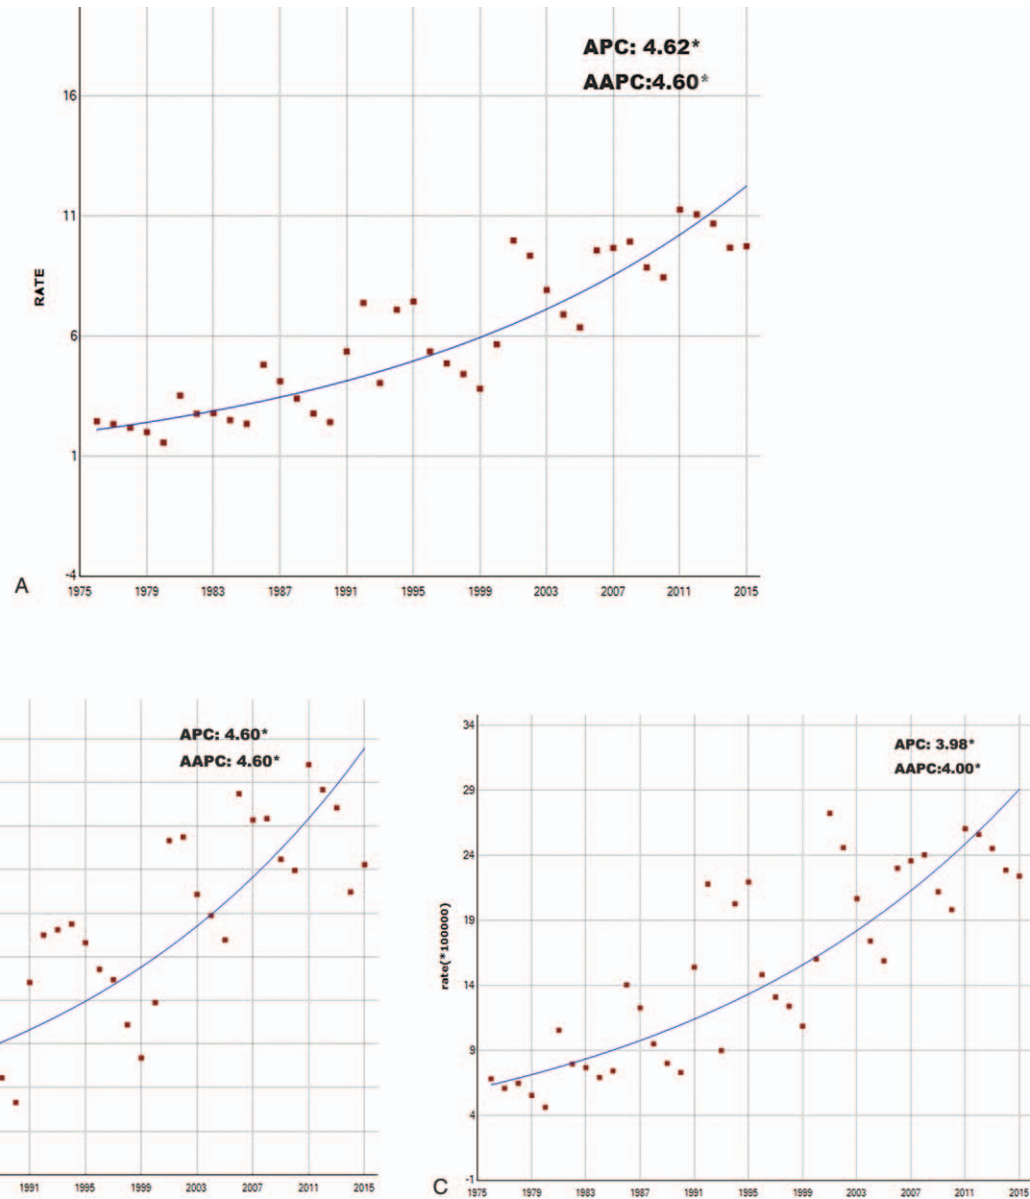 APC: 4.62*
AAPC:4.60*
16
11
6
1
-4
RATE
A
1975 1979 1983 1987 1991 1995 1999 2003 2007 2011 2015
APC: 4.60*
AAPC: 4.60*
1991 1995 1999 2003 2007 2011 2015
APC: 3.98*
AAPC:4.00*
34
29
24
19
14
9
4
-1
rate(*100000)
C
1975 1979 1983 1987 1991 1995 1999 2003 2007 2011 2015